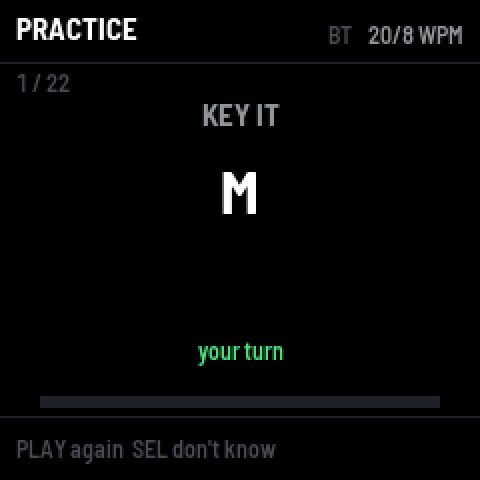 PRACTICE
BT 20/8 WPM
1 / 22
KEY IT
M
your turn
PLAY again SEL don't know